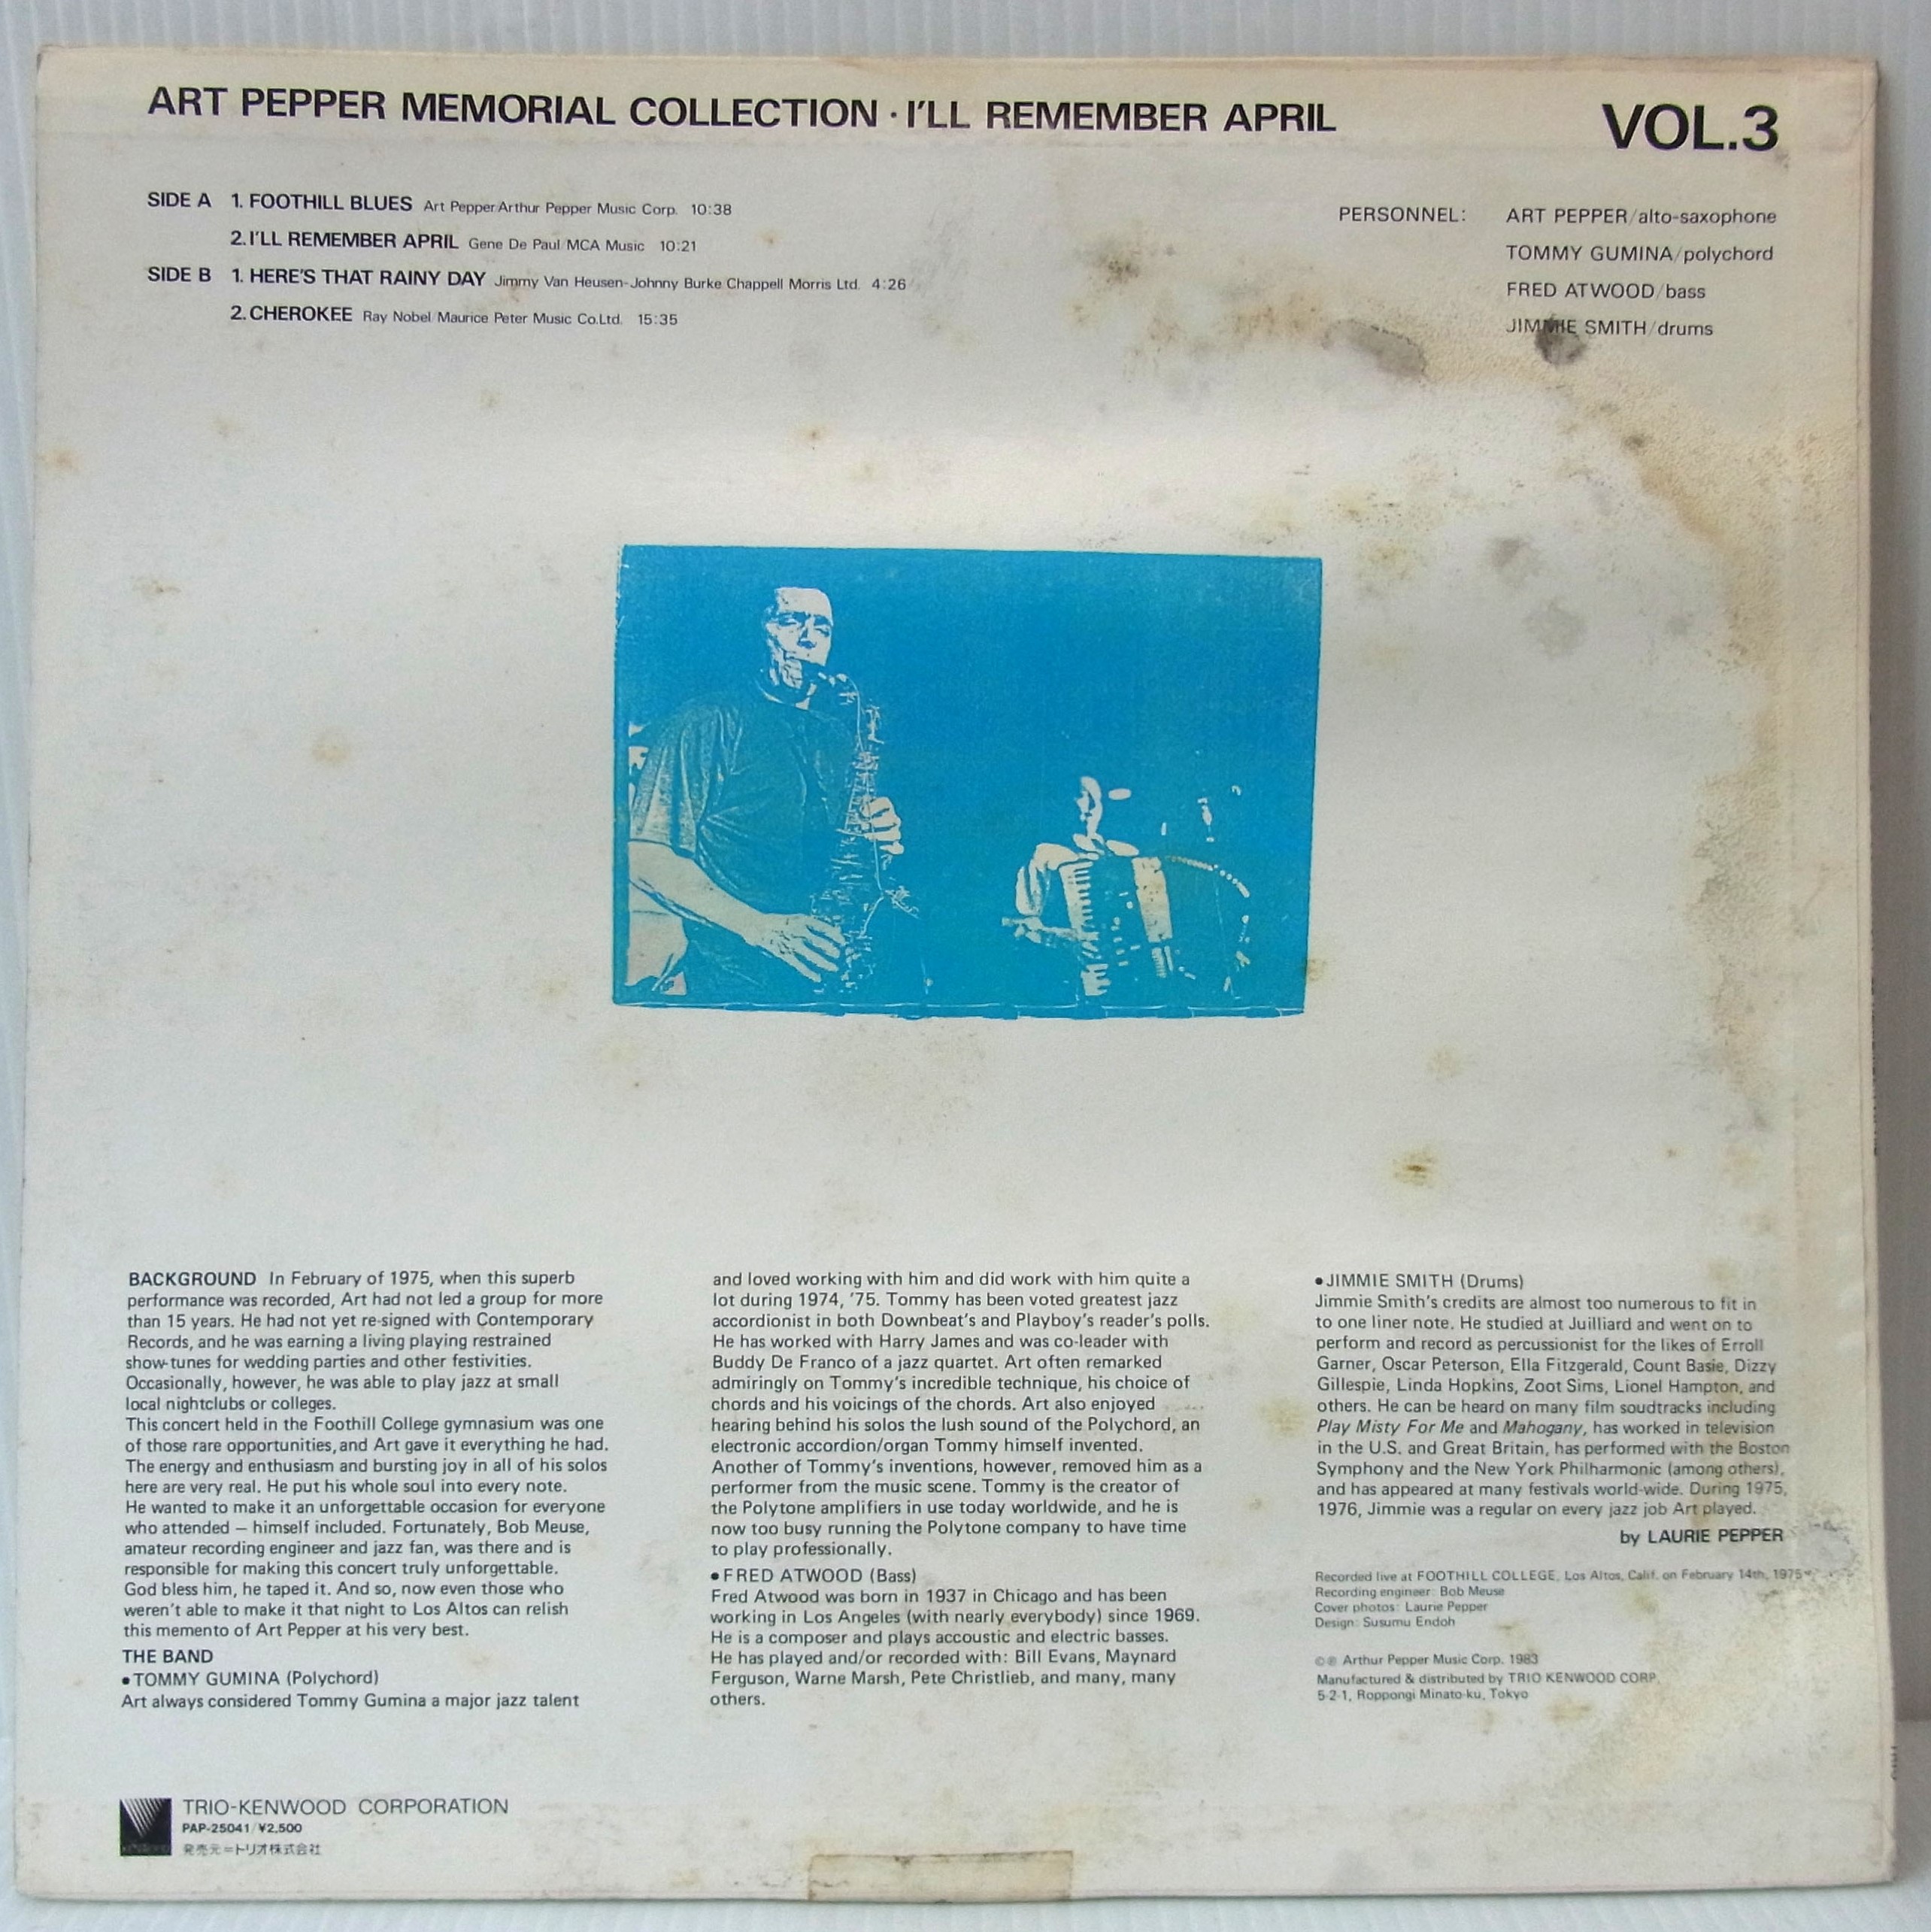 ART PEPPER MEMORIAL COLLECTION · I'LL REMEMBER APRIL
VOL.3
SIDE A 1. FOOTHILL BLUES Art Pepper/Arthur Pepper Music Corp. 10:38
2. I'LL REMEMBER APRIL Gene De Paul/MCA Music 10:21
SIDE B 1. HERE'S THAT RAINY DAY Jimmy Van Heusen-Johnny Burke/Chappell Morris Ltd. 4:26
2. CHEROKEE Ray Nobel/Maurice Peter Music Co.Ltd. 15:35
PERSONNEL: ART PEPPER/alto-saxophone
TOMMY GUMINA/polychord
FRED ATWOOD/bass
JIMMIE SMITH/drums
BACKGROUND In February of 1975, when this superb
performance was recorded, Art had not led a group for more
than 15 years. He had not yet re-signed with Contemporary
Records, and he was earning a living playing restrained
show-tunes for wedding parties and other festivities.
Occasionally, however, he was able to play jazz at small
local nightclubs or colleges.
This concert held in the Foothill College gymnasium was one
of those rare opportunities, and Art gave it everything he had.
The energy and enthusiasm and bursting joy in all of his solos
here are very real. He put his whole soul into every note.
He wanted to make it an unforgettable occasion for everyone
who attended – himself included. Fortunately, Bob Meuse,
amateur recording engineer and jazz fan, was there and is
responsible for making this concert truly unforgettable.
God bless him, he taped it. And so, now even those who
weren't able to make it that night to Los Altos can relish
this memento of Art Pepper at his very best.
THE BAND
●TOMMY GUMINA (Polychord)
Art always considered Tommy Gumina a major jazz talent
and loved working with him and did work with him quite a
lot during 1974, '75. Tommy has been voted greatest jazz
accordionist in both Downbeat's and Playboy's reader's polls.
He has worked with Harry James and was co-leader with
Buddy De Franco of a jazz quartet. Art often remarked
admiringly on Tommy's incredible technique, his choice of
chords and his voicings of the chords. Art also enjoyed
hearing behind his solos the lush sound of the Polychord, an
electronic accordion/organ Tommy himself invented.
Another of Tommy's inventions, however, removed him as a
performer from the music scene. Tommy is the creator of
the Polytone amplifiers in use today worldwide, and he is
now too busy running the Polytone company to have time
to play professionally.
●FRED ATWOOD (Bass)
Fred Atwood was born in 1937 in Chicago and has been
working in Los Angeles (with nearly everybody) since 1969.
He is a composer and plays accoustic and electric basses.
He has played and/or recorded with: Bill Evans, Maynard
Ferguson, Warne Marsh, Pete Christlieb, and many, many
others.
●JIMMIE SMITH (Drums)
Jimmie Smith's credits are almost too numerous to fit in
to one liner note. He studied at Juilliard and went on to
perform and record as percussionist for the likes of Erroll
Garner, Oscar Peterson, Ella Fitzgerald, Count Basie, Dizzy
Gillespie, Linda Hopkins, Zoot Sims, Lionel Hampton, and
others. He can be heard on many film soudtracks including
Play Misty For Me and Mahogany, has worked in television
in the U.S. and Great Britain, has performed with the Boston
Symphony and the New York Philharmonic (among others),
and has appeared at many festivals world-wide. During 1975,
1976, Jimmie was a regular on every jazz job Art played.
by LAURIE PEPPER
Recorded live at FOOTHILL COLLEGE, Los Altos, Calif. on February 14th, 1975
Recording engineer: Bob Meuse
Cover photos: Laurie Pepper
Design: Susumu Endoh
©℗ Arthur Pepper Music Corp. 1983
Manufactured & distributed by TRIO KENWOOD CORP.
5-2-1, Roppongi Minato-ku, Tokyo
TRIO-KENWOOD CORPORATION
PAP-25041/¥2,500
発売元=トリオ株式会社